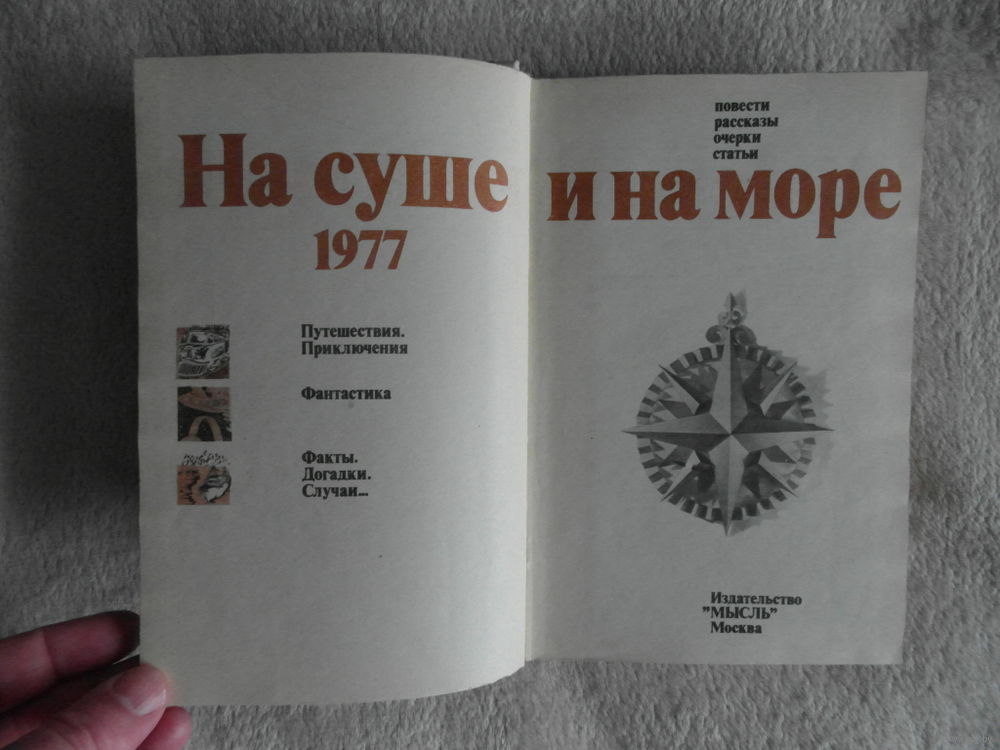 На суше
1977
Путешествия.
Приключения
Фантастика
Факты.
Догадки.
Случаи...
повести
рассказы
очерки
статьи
и на море
Издательство
"МЫСЛЬ"
Москва